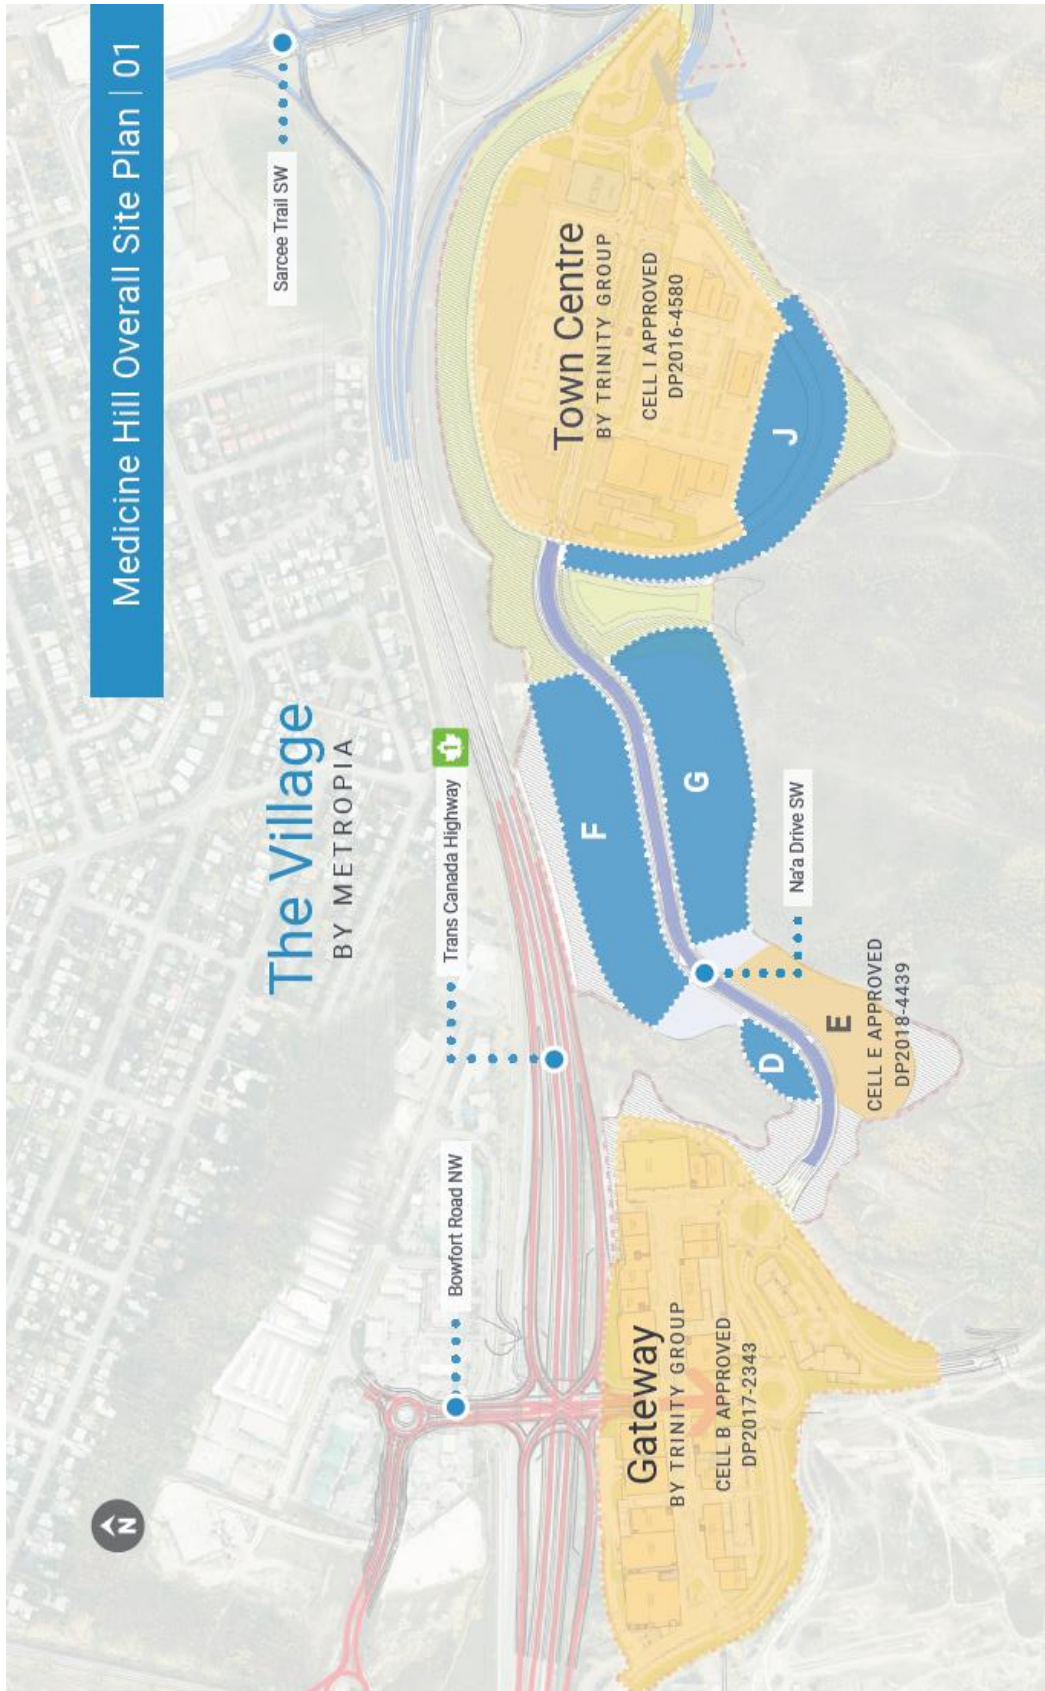 Medicine Hill Overall Site Plan | 01
N
The Village
BY METROPIA
Sarcee Trail SW
Bowfort Road NW
Trans Canada Highway
1
Town Centre
BY TRINITY GROUP
CELL I APPROVED
DP2016-4580
Gateway
BY TRINITY GROUP
CELL B APPROVED
DP2017-2343
F
G
J
D
E
CELL E APPROVED
DP2018-4439
Na'a Drive SW